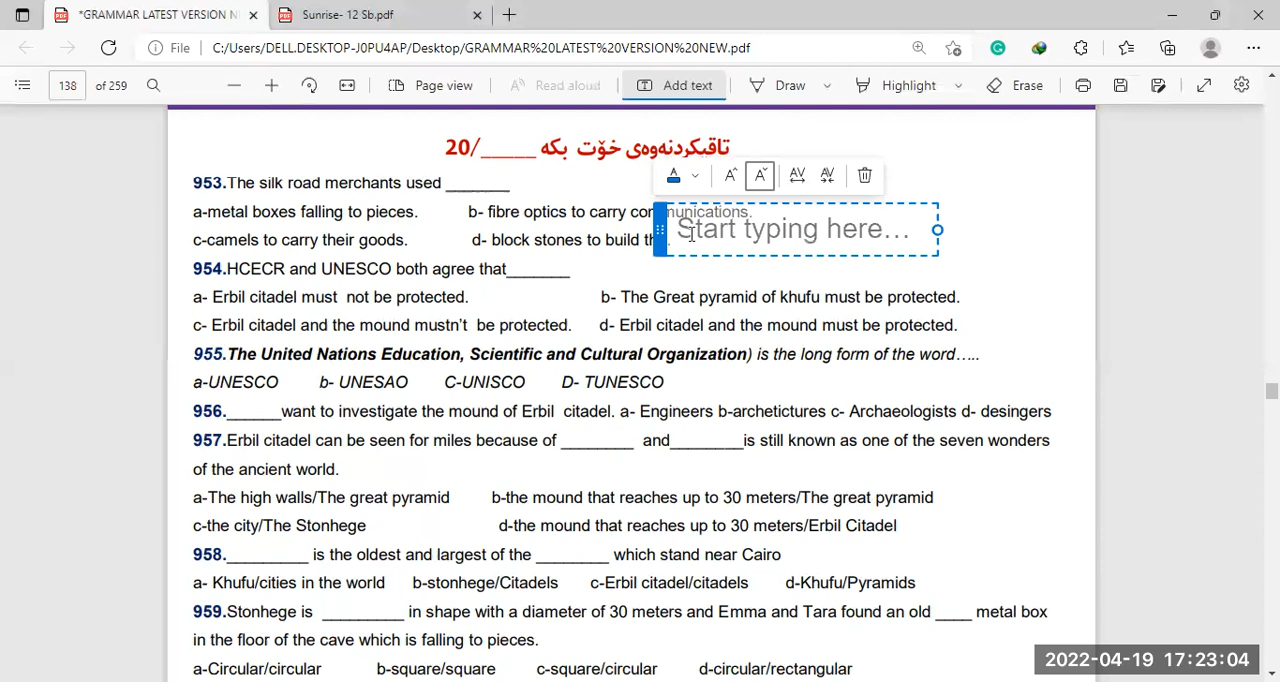 *GRAMMAR LATEST VERSION N
Sunrise- 12 Sb.pdf
File C:/Users/DELL.DESKTOP-J0PU4AP/Desktop/GRAMMAR%20LATEST%20VERSION%20NEW.pdf
138 of 259 Page view Read aloud Add text Draw Highlight Erase
تاقیکردنەوەی خۆت بکە _____/20
953.The silk road merchants used _______
a-metal boxes falling to pieces. b- fibre optics to carry communications.
Start typing here...
c-camels to carry their goods. d- block stones to build th
954.HCECR and UNESCO both agree that_______
a- Erbil citadel must not be protected. b- The Great pyramid of khufu must be protected.
c- Erbil citadel and the mound mustn't be protected. d- Erbil citadel and the mound must be protected.
955.The United Nations Education, Scientific and Cultural Organization) is the long form of the word.....
a-UNESCO b- UNESAO C-UNISCO D- TUNESCO
956.______want to investigate the mound of Erbil citadel. a- Engineers b-archetictures c- Archaeologists d- desingers
957.Erbil citadel can be seen for miles because of ________ and________is still known as one of the seven wonders
of the ancient world.
a-The high walls/The great pyramid b-the mound that reaches up to 30 meters/The great pyramid
c-the city/The Stonhege d-the mound that reaches up to 30 meters/Erbil Citadel
958._________ is the oldest and largest of the ________ which stand near Cairo
a- Khufu/cities in the world b-stonhege/Citadels c-Erbil citadel/citadels d-Khufu/Pyramids
959.Stonhege is _________ in shape with a diameter of 30 meters and Emma and Tara found an old ____ metal box
in the floor of the cave which is falling to pieces.
a-Circular/circular b-square/square c-square/circular d-circular/rectangular
2022-04-19 17:23:04